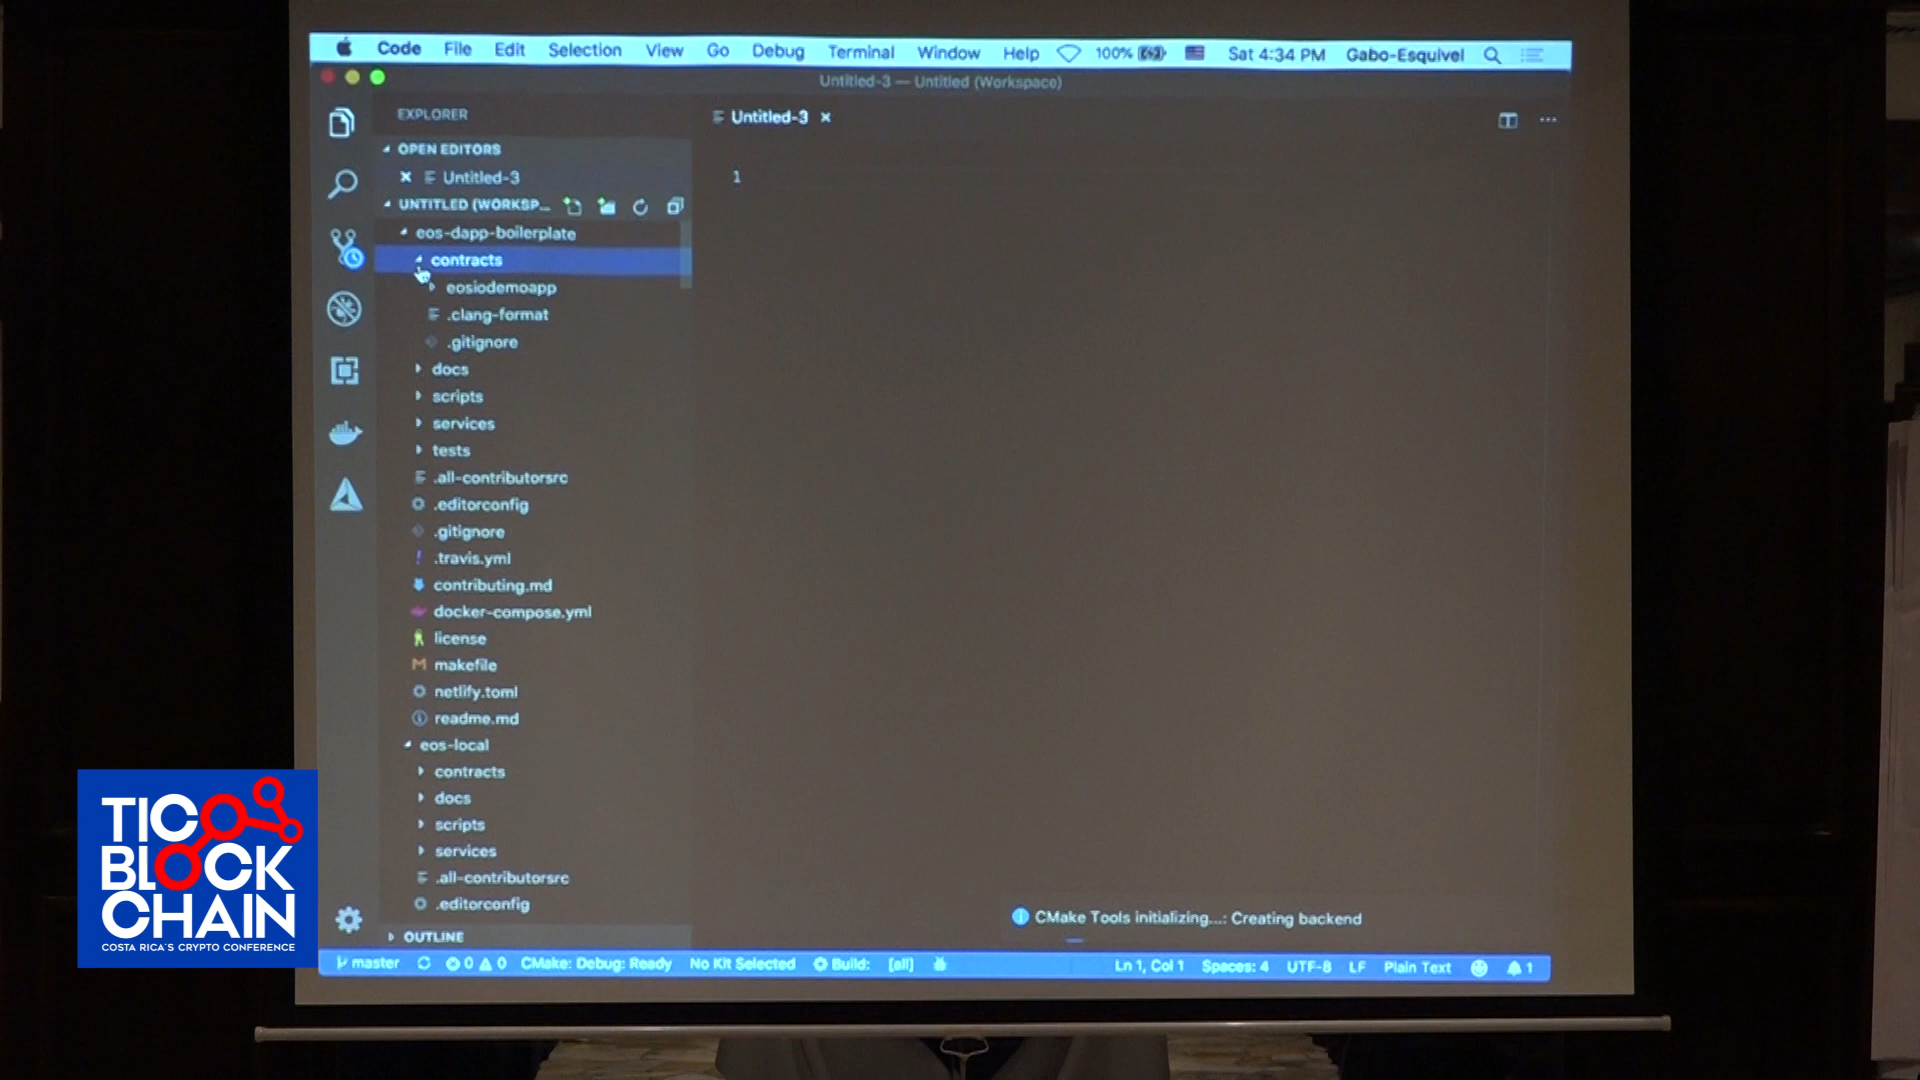 Code File Edit Selection View Go Debug Terminal Window Help 100% Sat 4:34 PM Gabo-Esquivel
Untitled-3 — Untitled (Workspace)
EXPLORER
Untitled-3
OPEN EDITORS
Untitled-3
1
UNTITLED (WORKSP...
eos-dapp-boilerplate
contracts
eosiodemoapp
.clang-format
.gitignore
docs
scripts
services
tests
.all-contributorsrc
.editorconfig
.gitignore
.travis.yml
contributing.md
docker-compose.yml
license
makefile
netlify.toml
readme.md
eos-local
contracts
docs
scripts
services
.all-contributorsrc
.editorconfig
OUTLINE
CMake Tools initializing...: Creating backend
master 0 0 CMake: Debug: Ready No Kit Selected Build: [all] Ln 1, Col 1 Spaces: 4 UTF-8 LF Plain Text 1
TICO
BLOCK
CHAIN
COSTA RICA'S CRYPTO CONFERENCE